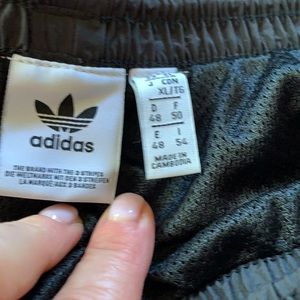 adidas
THE BRAND WITH THE 3 STRIPES
DIE WELTMARKE MIT DEN 3 STREIFEN
LA MARQUE AUX 3 BANDES
XL/TG
D F
48 50
E I
48 54
MADE IN
CAMBODIA